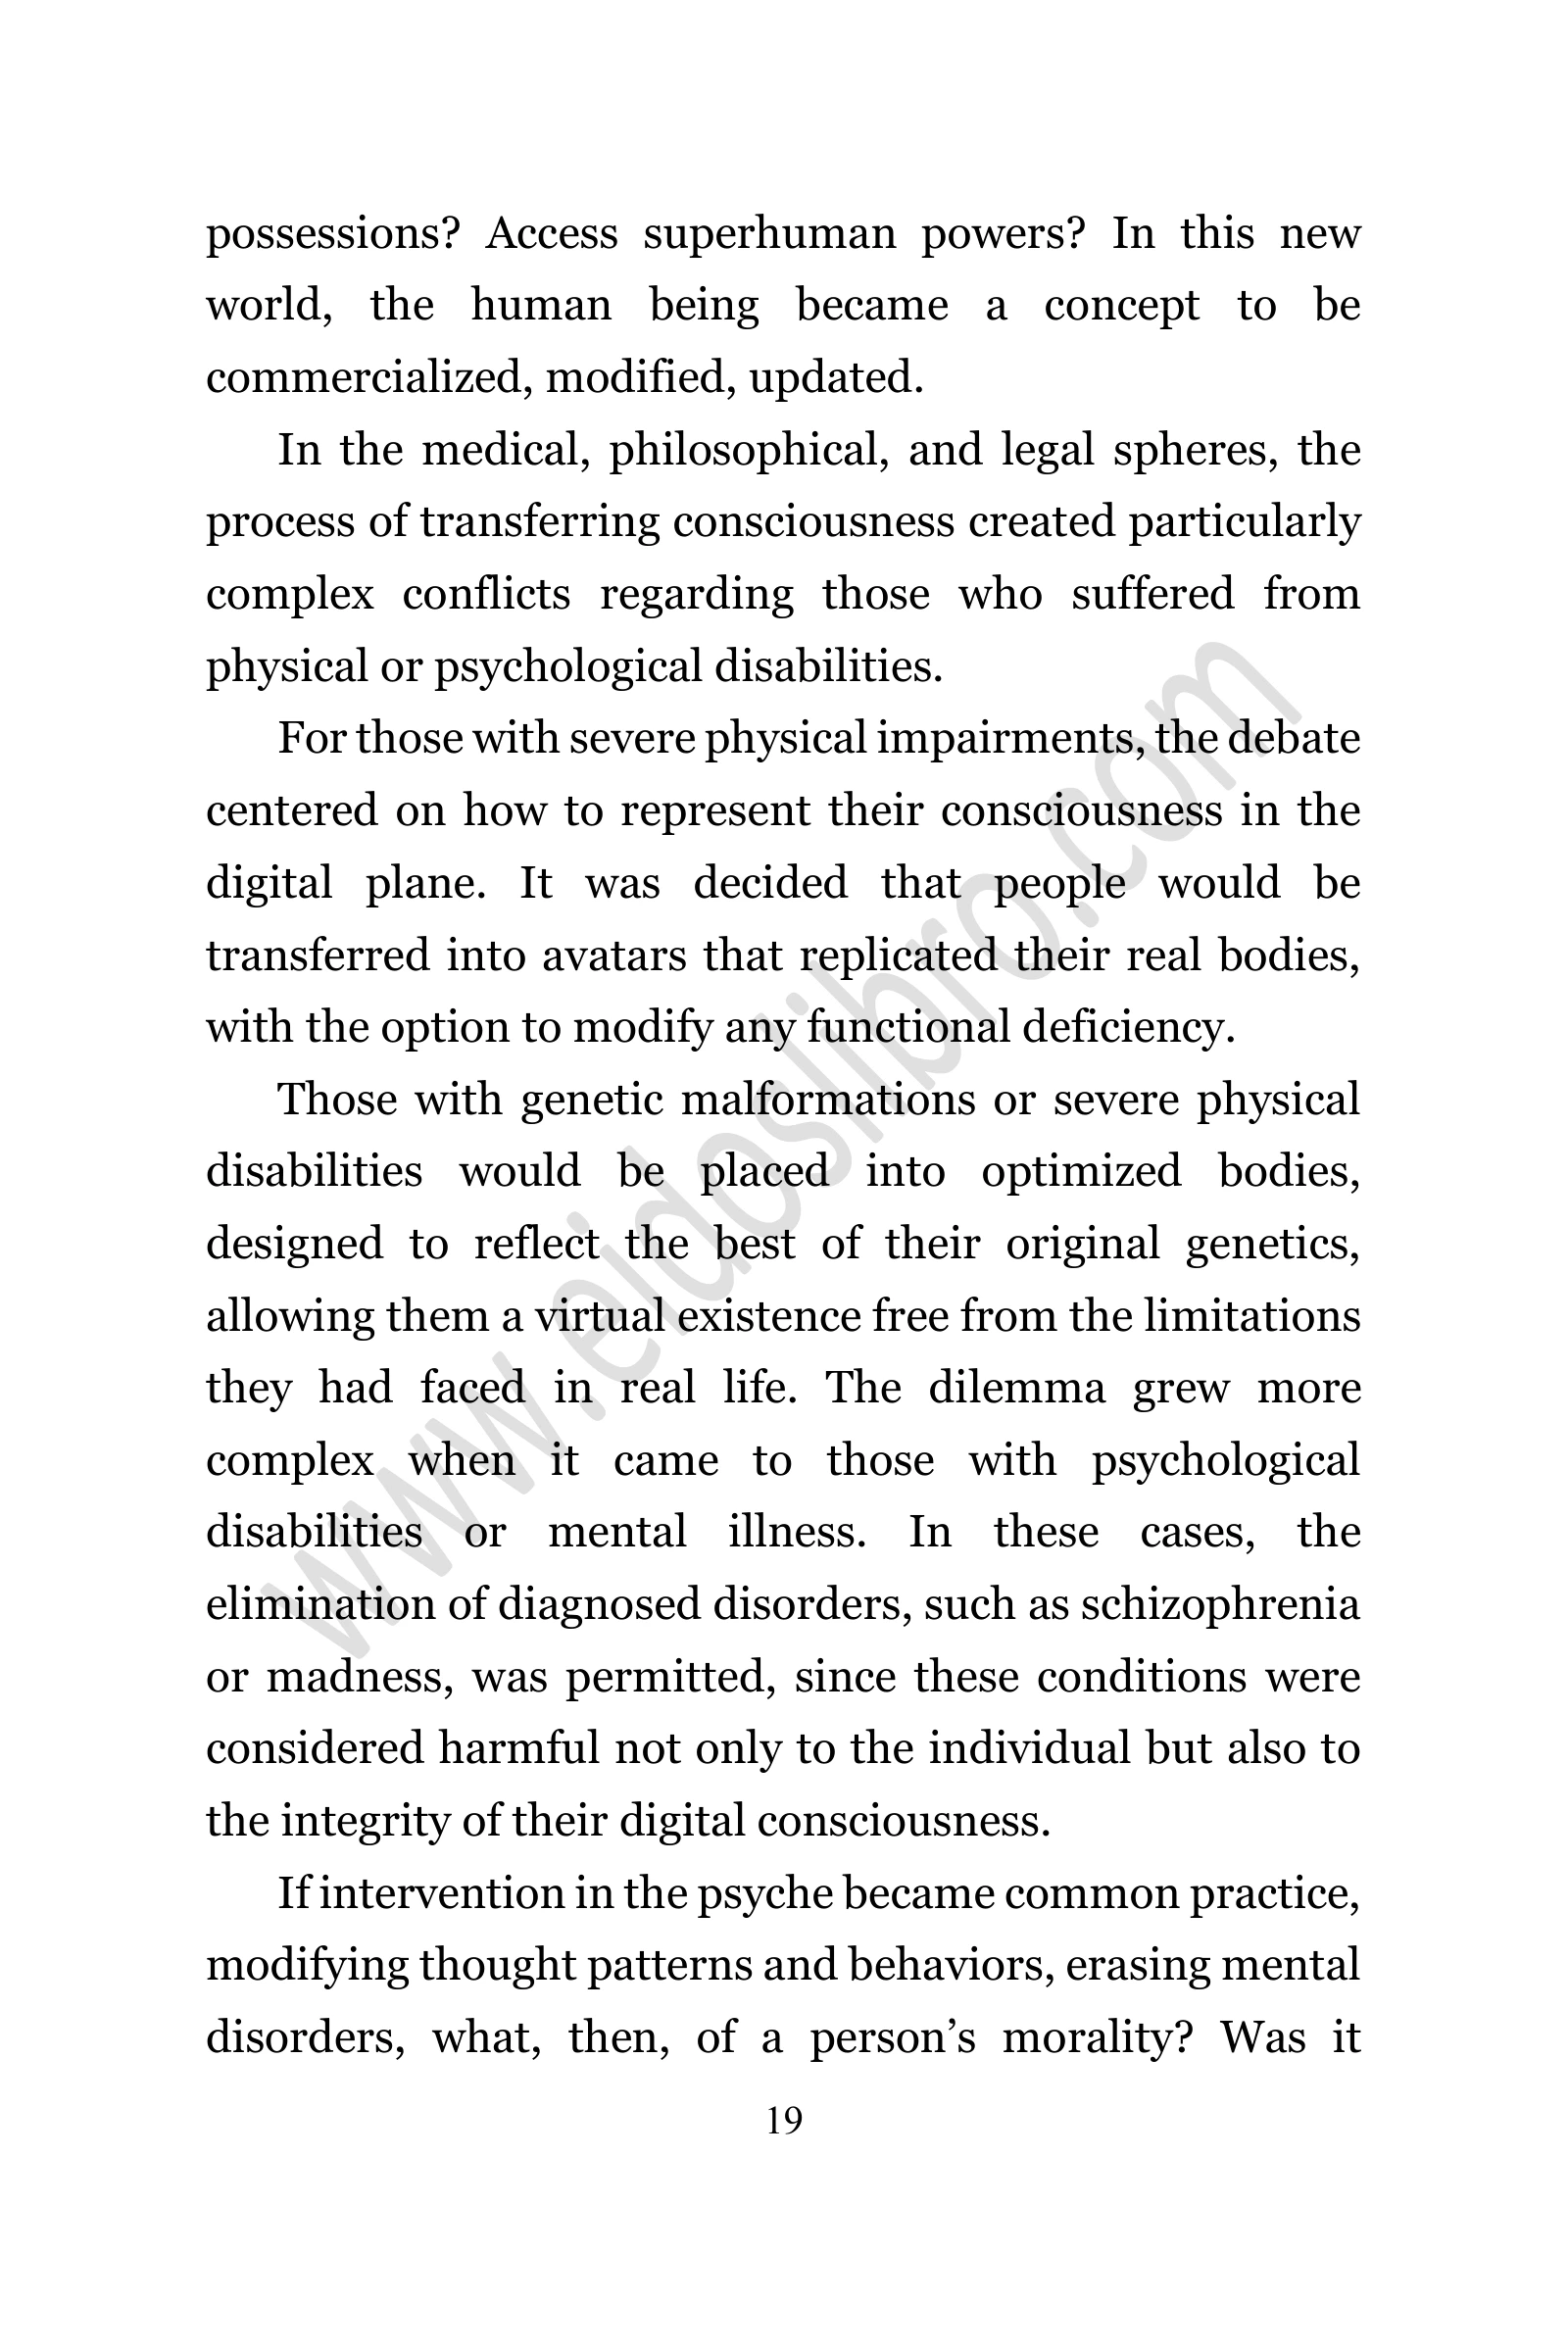 possessions? Access superhuman powers? In this new
world, the human being became a concept to be
commercialized, modified, updated.
In the medical, philosophical, and legal spheres, the
process of transferring consciousness created particularly
complex conflicts regarding those who suffered from
physical or psychological disabilities.
For those with severe physical impairments, the debate
centered on how to represent their consciousness in the
digital plane. It was decided that people would be
transferred into avatars that replicated their real bodies,
with the option to modify any functional deficiency.
Those with genetic malformations or severe physical
disabilities would be placed into optimized bodies,
designed to reflect the best of their original genetics,
allowing them a virtual existence free from the limitations
they had faced in real life. The dilemma grew more
complex when it came to those with psychological
disabilities or mental illness. In these cases, the
elimination of diagnosed disorders, such as schizophrenia
or madness, was permitted, since these conditions were
considered harmful not only to the individual but also to
the integrity of their digital consciousness.
If intervention in the psyche became common practice,
modifying thought patterns and behaviors, erasing mental
disorders, what, then, of a person’s morality? Was it
19
www.eidoslibro.com